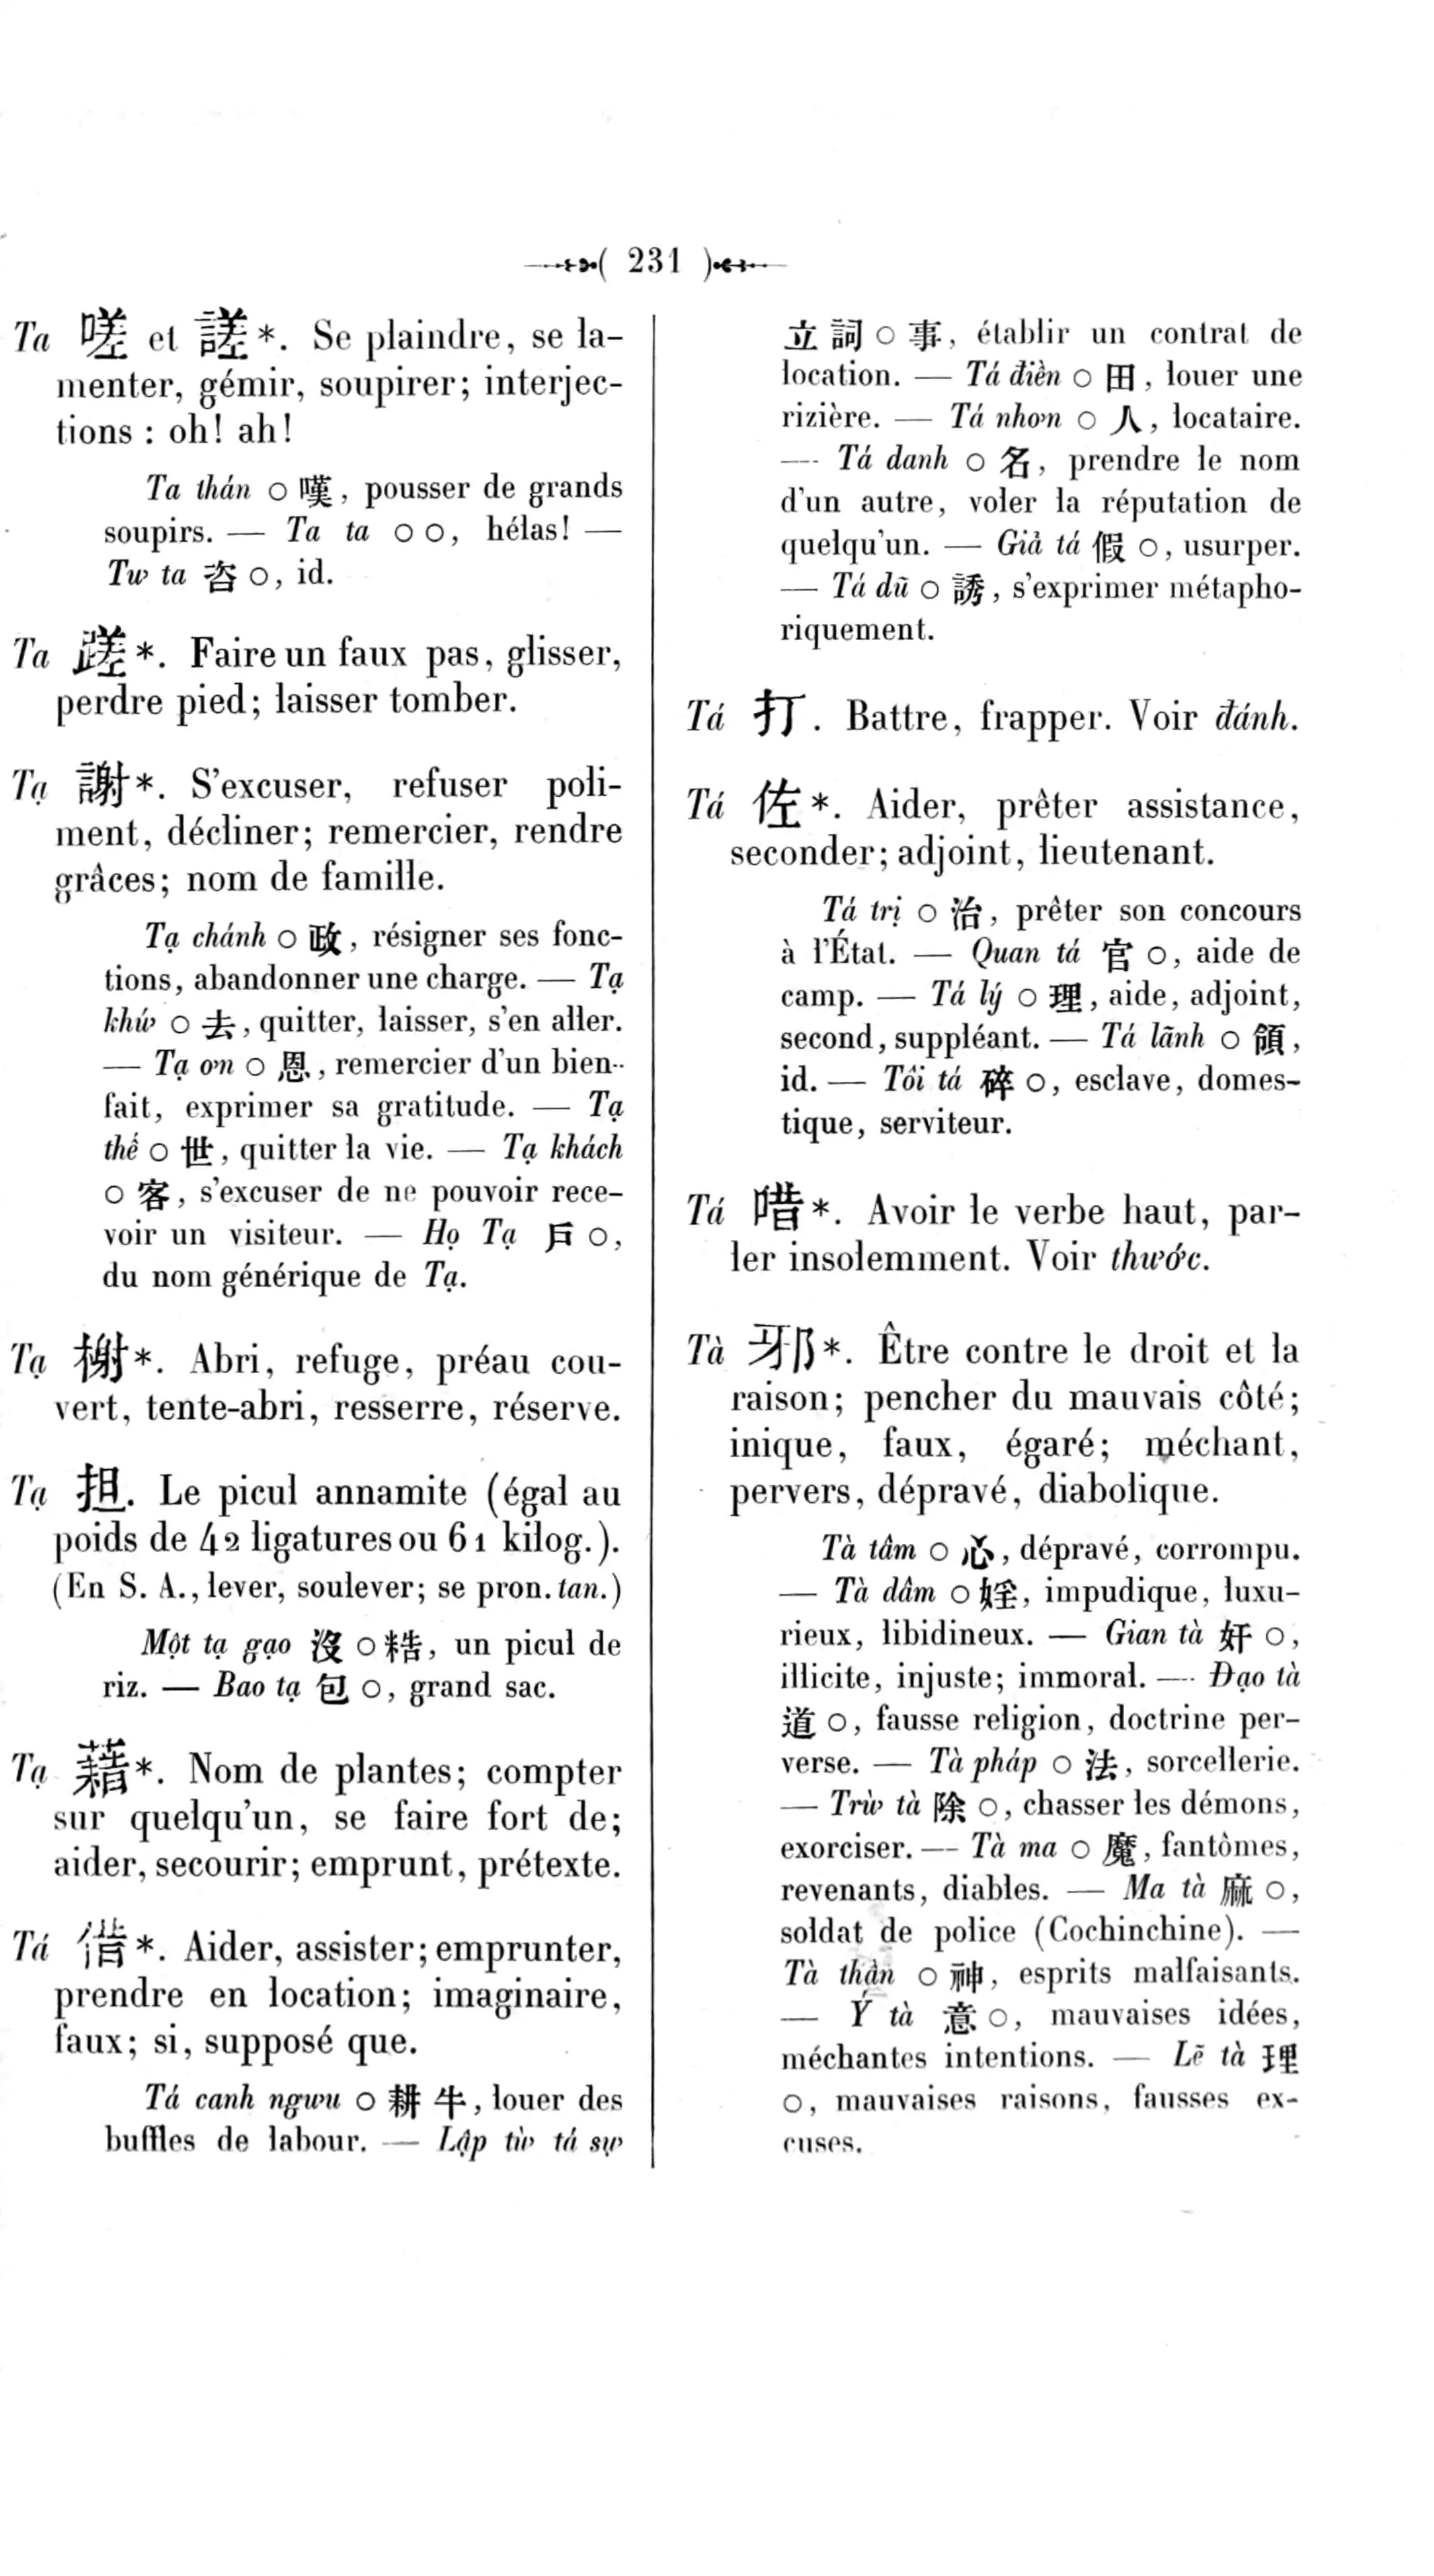 ( 231 )
Ta 嗟 et 謯*. Se plaindre, se la-
menter, gémir, soupirer; interjec-
tions : oh! ah!
Ta thán ○ 嘆, pousser de grands
soupirs. — Ta ta ○ ○, hélas! —
Tư ta 咨 ○, id.
Ta 蹉*. Faire un faux pas, glisser,
perdre pied; laisser tomber.
Tạ 謝*. S'excuser, refuser poli-
ment, décliner; remercier, rendre
grâces; nom de famille.
Tạ chánh ○ 政, résigner ses fonc-
tions, abandonner une charge. — Tạ
khứ ○ 去, quitter, laisser, s'en aller.
— Tạ ơn ○ 恩, remercier d'un bien-
fait, exprimer sa gratitude. — Tạ
thế ○ 世, quitter la vie. — Tạ khách
○ 客, s'excuser de ne pouvoir rece-
voir un visiteur. — Họ Tạ 戶 ○,
du nom générique de Tạ.
Tạ 榭*. Abri, refuge, préau cou-
vert, tente-abri, resserre, réserve.
Tạ 担. Le picul annamite (égal au
poids de 42 ligatures ou 61 kilog.).
(En S. A., lever, soulever; se pron. tan.)
Một tạ gạo 沒 ○ 𥽌, un picul de
riz. — Bao tạ 包 ○, grand sac.
Tạ 藉*. Nom de plantes; compter
sur quelqu'un, se faire fort de;
aider, secourir; emprunt, prétexte.
Tá 借*. Aider, assister; emprunter,
prendre en location; imaginaire,
faux; si, supposé que.
Tá canh ngưu ○ 耕 牛, louer des
buffles de labour. — Lập từ tá sự
立 詞 ○ 事, établir un contrat de
location. — Tá điền ○ 田, louer une
rizière. — Tá nhơn ○ 人, locataire.
— Tá danh ○ 名, prendre le nom
d'un autre, voler la réputation de
quelqu'un. — Giả tá 假 ○, usurper.
— Tá dũ ○ 誘, s'exprimer métapho-
riquement.
Tá 打. Battre, frapper. Voir đánh.
Tá 佐*. Aider, prêter assistance,
seconder; adjoint, lieutenant.
Tá trị ○ 治, prêter son concours
à l'État. — Quan tá 官 ○, aide de
camp. — Tá lý ○ 理, aide, adjoint,
second, suppléant. — Tá lãnh ○ 領,
id. — Tôi tá 碎 ○, esclave, domes-
tique, serviteur.
Tá 唶*. Avoir le verbe haut, par-
ler insolemment. Voir thước.
Tà 邪*. Être contre le droit et la
raison; pencher du mauvais côté;
inique, faux, égaré; méchant,
pervers, dépravé, diabolique.
Tà tâm ○ 心, dépravé, corrompu.
— Tà dâm ○ 婬, impudique, luxu-
rieux, libidineux. — Gian tà 奸 ○,
illicite, injuste; immoral. — Đạo tà
道 ○, fausse religion, doctrine per-
verse. — Tà pháp ○ 法, sorcellerie.
— Trừ tà 除 ○, chasser les démons,
exorciser. — Tà ma ○ 魔, fantômes,
revenants, diables. — Ma tà 麻 ○,
soldat de police (Cochinchine). —
Tà thần ○ 神, esprits malfaisants.
— Ý tà 意 ○, mauvaises idées,
méchantes intentions. — Lẽ tà 理
○, mauvaises raisons, fausses ex-
cuses.